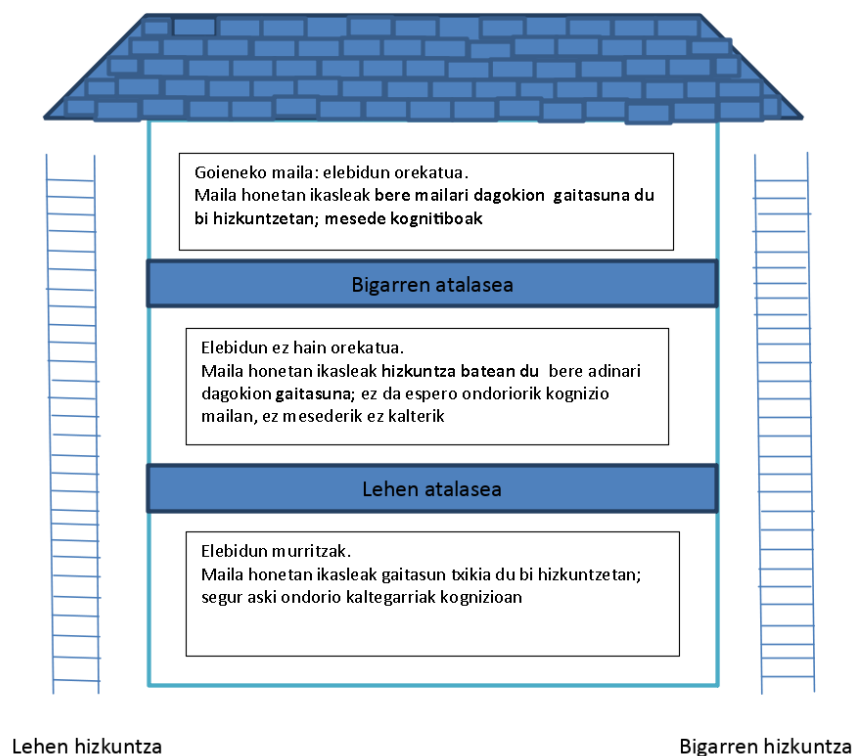 Goieneko maila: elebidun orekatua.
Maila honetan ikasleak bere mailari dagokion gaitasuna du
bi hizkuntzetan; mesede kognitiboak
Bigarren atalasea
Elebidun ez hain orekatua.
Maila honetan ikasleak hizkuntza batean du bere adinari
dagokion gaitasuna; ez da espero ondoriorik kognizio
mailan, ez mesederik ez kalterik
Lehen atalasea
Elebidun murritzak.
Maila honetan ikasleak gaitasun txikia du bi hizkuntzetan;
segur aski ondorio kaltegarriak kognizioan
Lehen hizkuntza
Bigarren hizkuntza